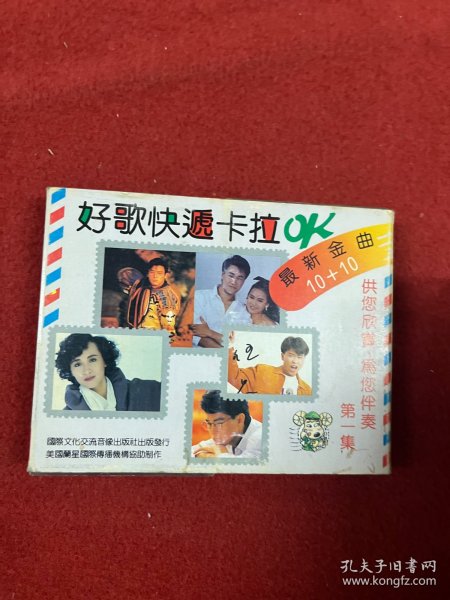 好歌快遞卡拉OK
最新金曲
10+10
供您欣賞·為您伴奏
第一集
國際文化交流音像出版社出版發行
美國蘭星國際傳播機構協助制作
孔夫子旧书网
www.kongfz.com